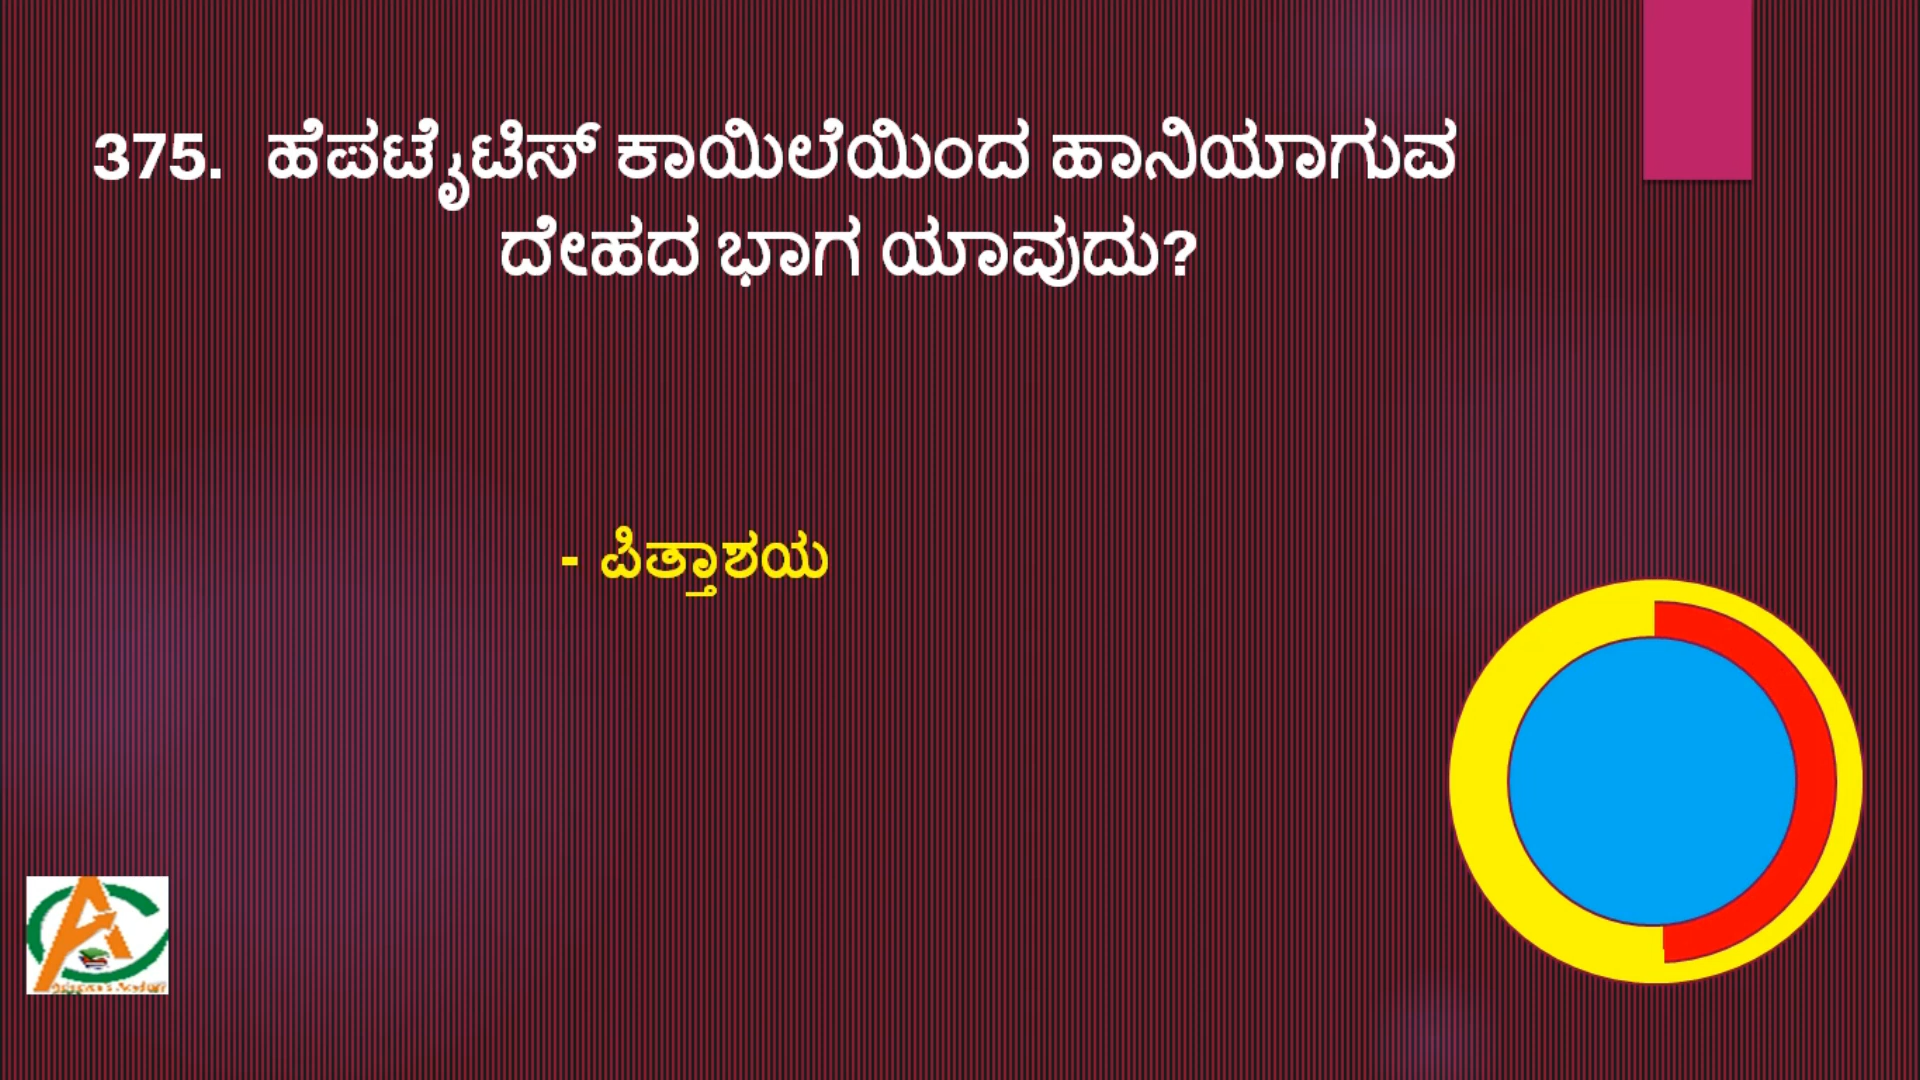 375. ಹೆಪಟೈಟಿಸ್ ಕಾಯಿಲೆಯಿಂದ ಹಾನಿಯಾಗುವ
ದೇಹದ ಭಾಗ ಯಾವುದು?
- ಪಿತ್ತಾಶಯ